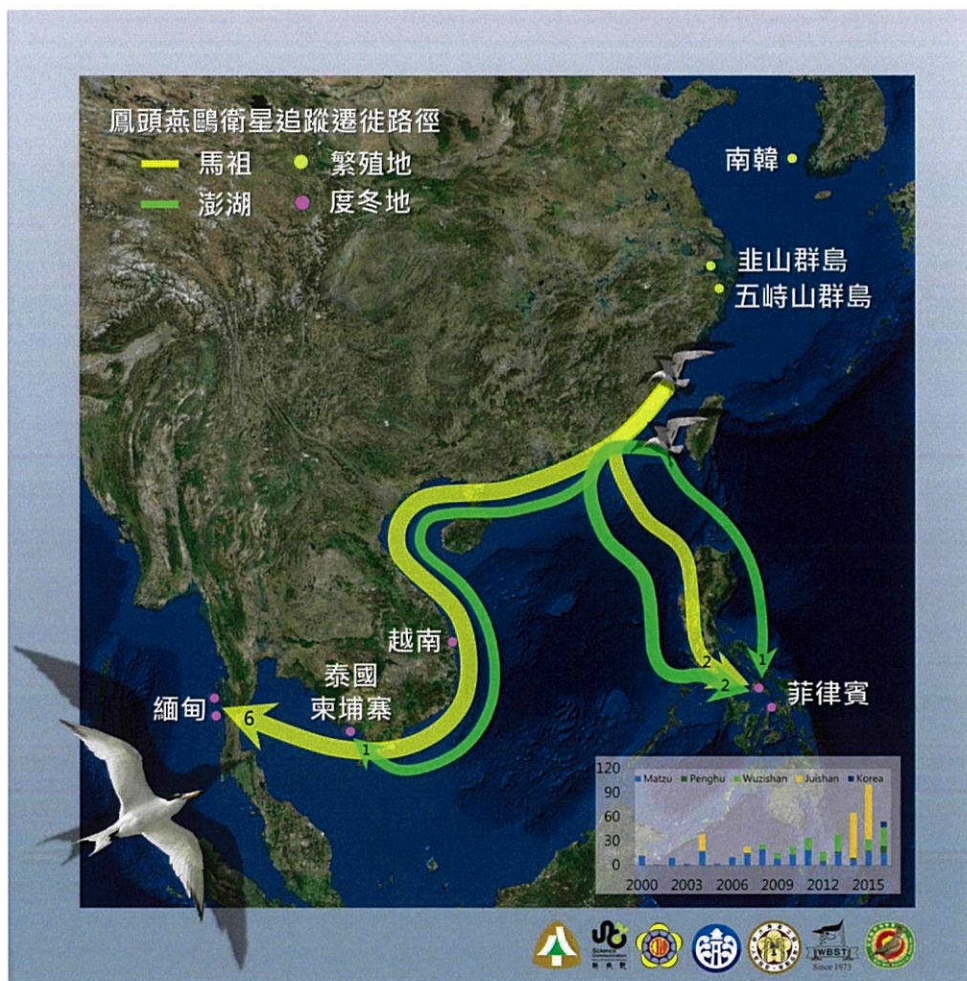 鳳頭燕鷗衛星追蹤遷徙路徑
馬祖
繁殖地
澎湖
度冬地
南韓
韭山群島
五峙山群島
越南
泰國
柬埔寨
緬甸
菲律賓
6
1
2
2
1
120
90
60
30
0
Matzu Penghu Wuzishan Juishan Korea
2000 2003 2006 2009 2012 2015
Science
Communication
WBST
Since 1973